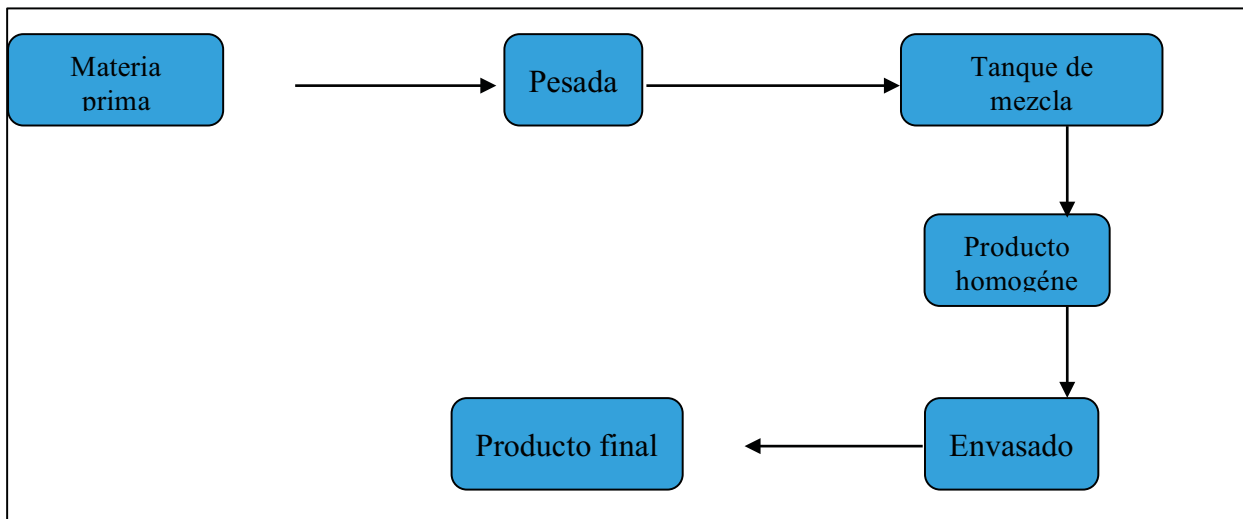 Materia
prima
Pesada
Tanque de
mezcla
Producto
homogéne
Envasado
Producto final